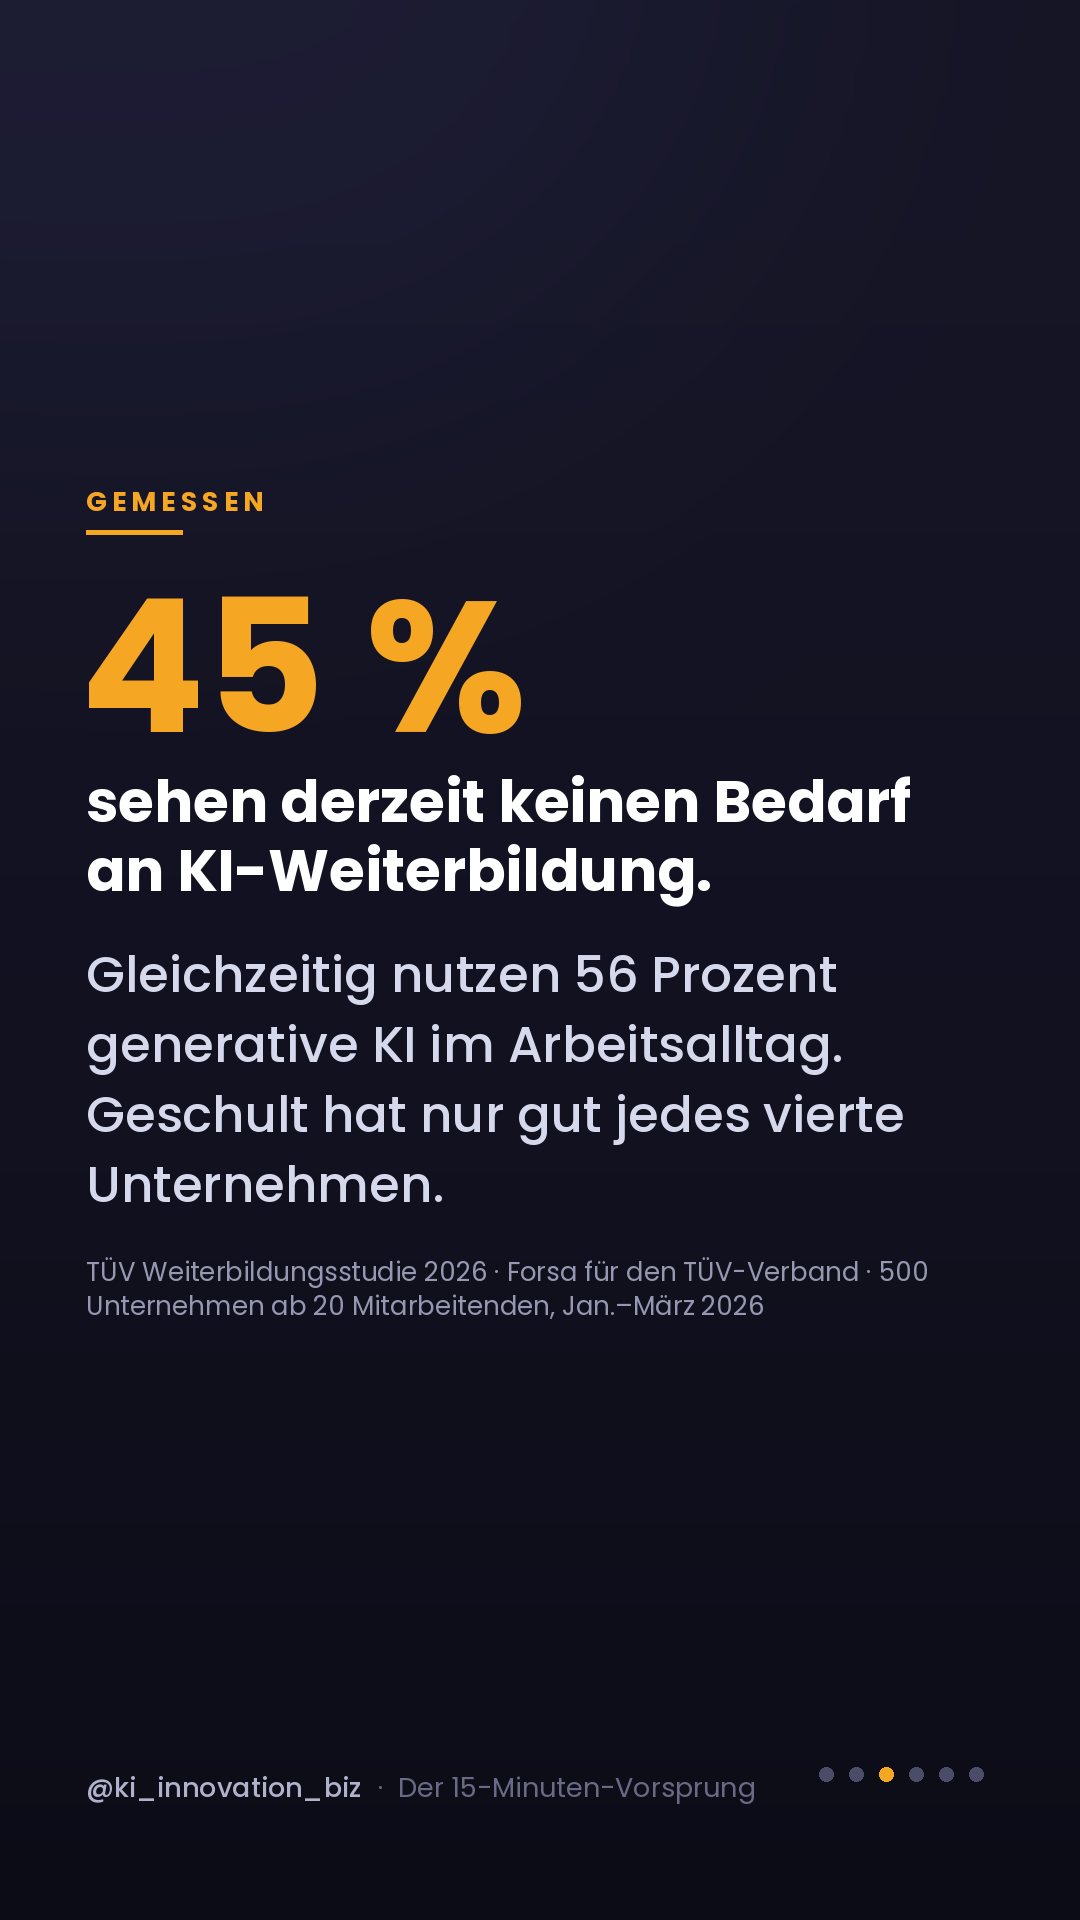 GEMESSEN
45 %
sehen derzeit keinen Bedarf
an KI-Weiterbildung.
Gleichzeitig nutzen 56 Prozent
generative KI im Arbeitsalltag.
Geschult hat nur gut jedes vierte
Unternehmen.
TÜV Weiterbildungsstudie 2026 · Forsa für den TÜV-Verband · 500
Unternehmen ab 20 Mitarbeitenden, Jan.–März 2026
@ki_innovation_biz · Der 15-Minuten-Vorsprung